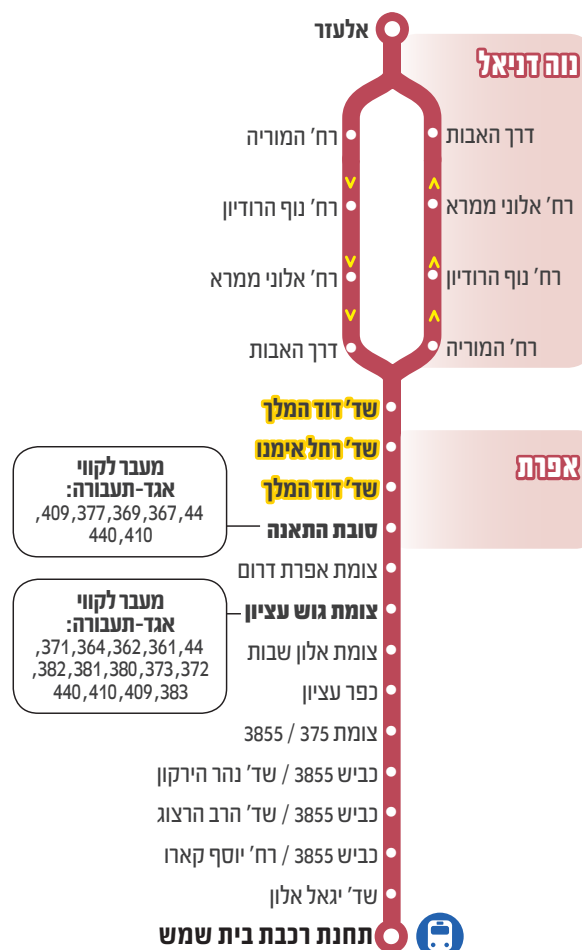 אלעזר
נוה דניאל
דרך האבות
רח' המוריה
רח' אלוני ממרא
רח' נוף הרודיון
רח' נוף הרודיון
רח' אלוני ממרא
רח' המוריה
דרך האבות
שד' דוד המלך
שד' רחל אימנו
אפרת
שד' דוד המלך
סובת התאנה
מעבר לקווי
אגד-תעבורה:
44,367,369,377,409,
410,440
צומת אפרת דרום
צומת גוש עציון
מעבר לקווי
אגד-תעבורה:
44,361,362,364,371,
372,373,380,381,382,
383,409,410,440
צומת אלון שבות
כפר עציון
צומת 375 / 3855
כביש 3855 / שד' נהר הירקון
כביש 3855 / שד' הרב הרצוג
כביש 3855 / רח' יוסף קארו
שד' יגאל אלון
תחנת רכבת בית שמש